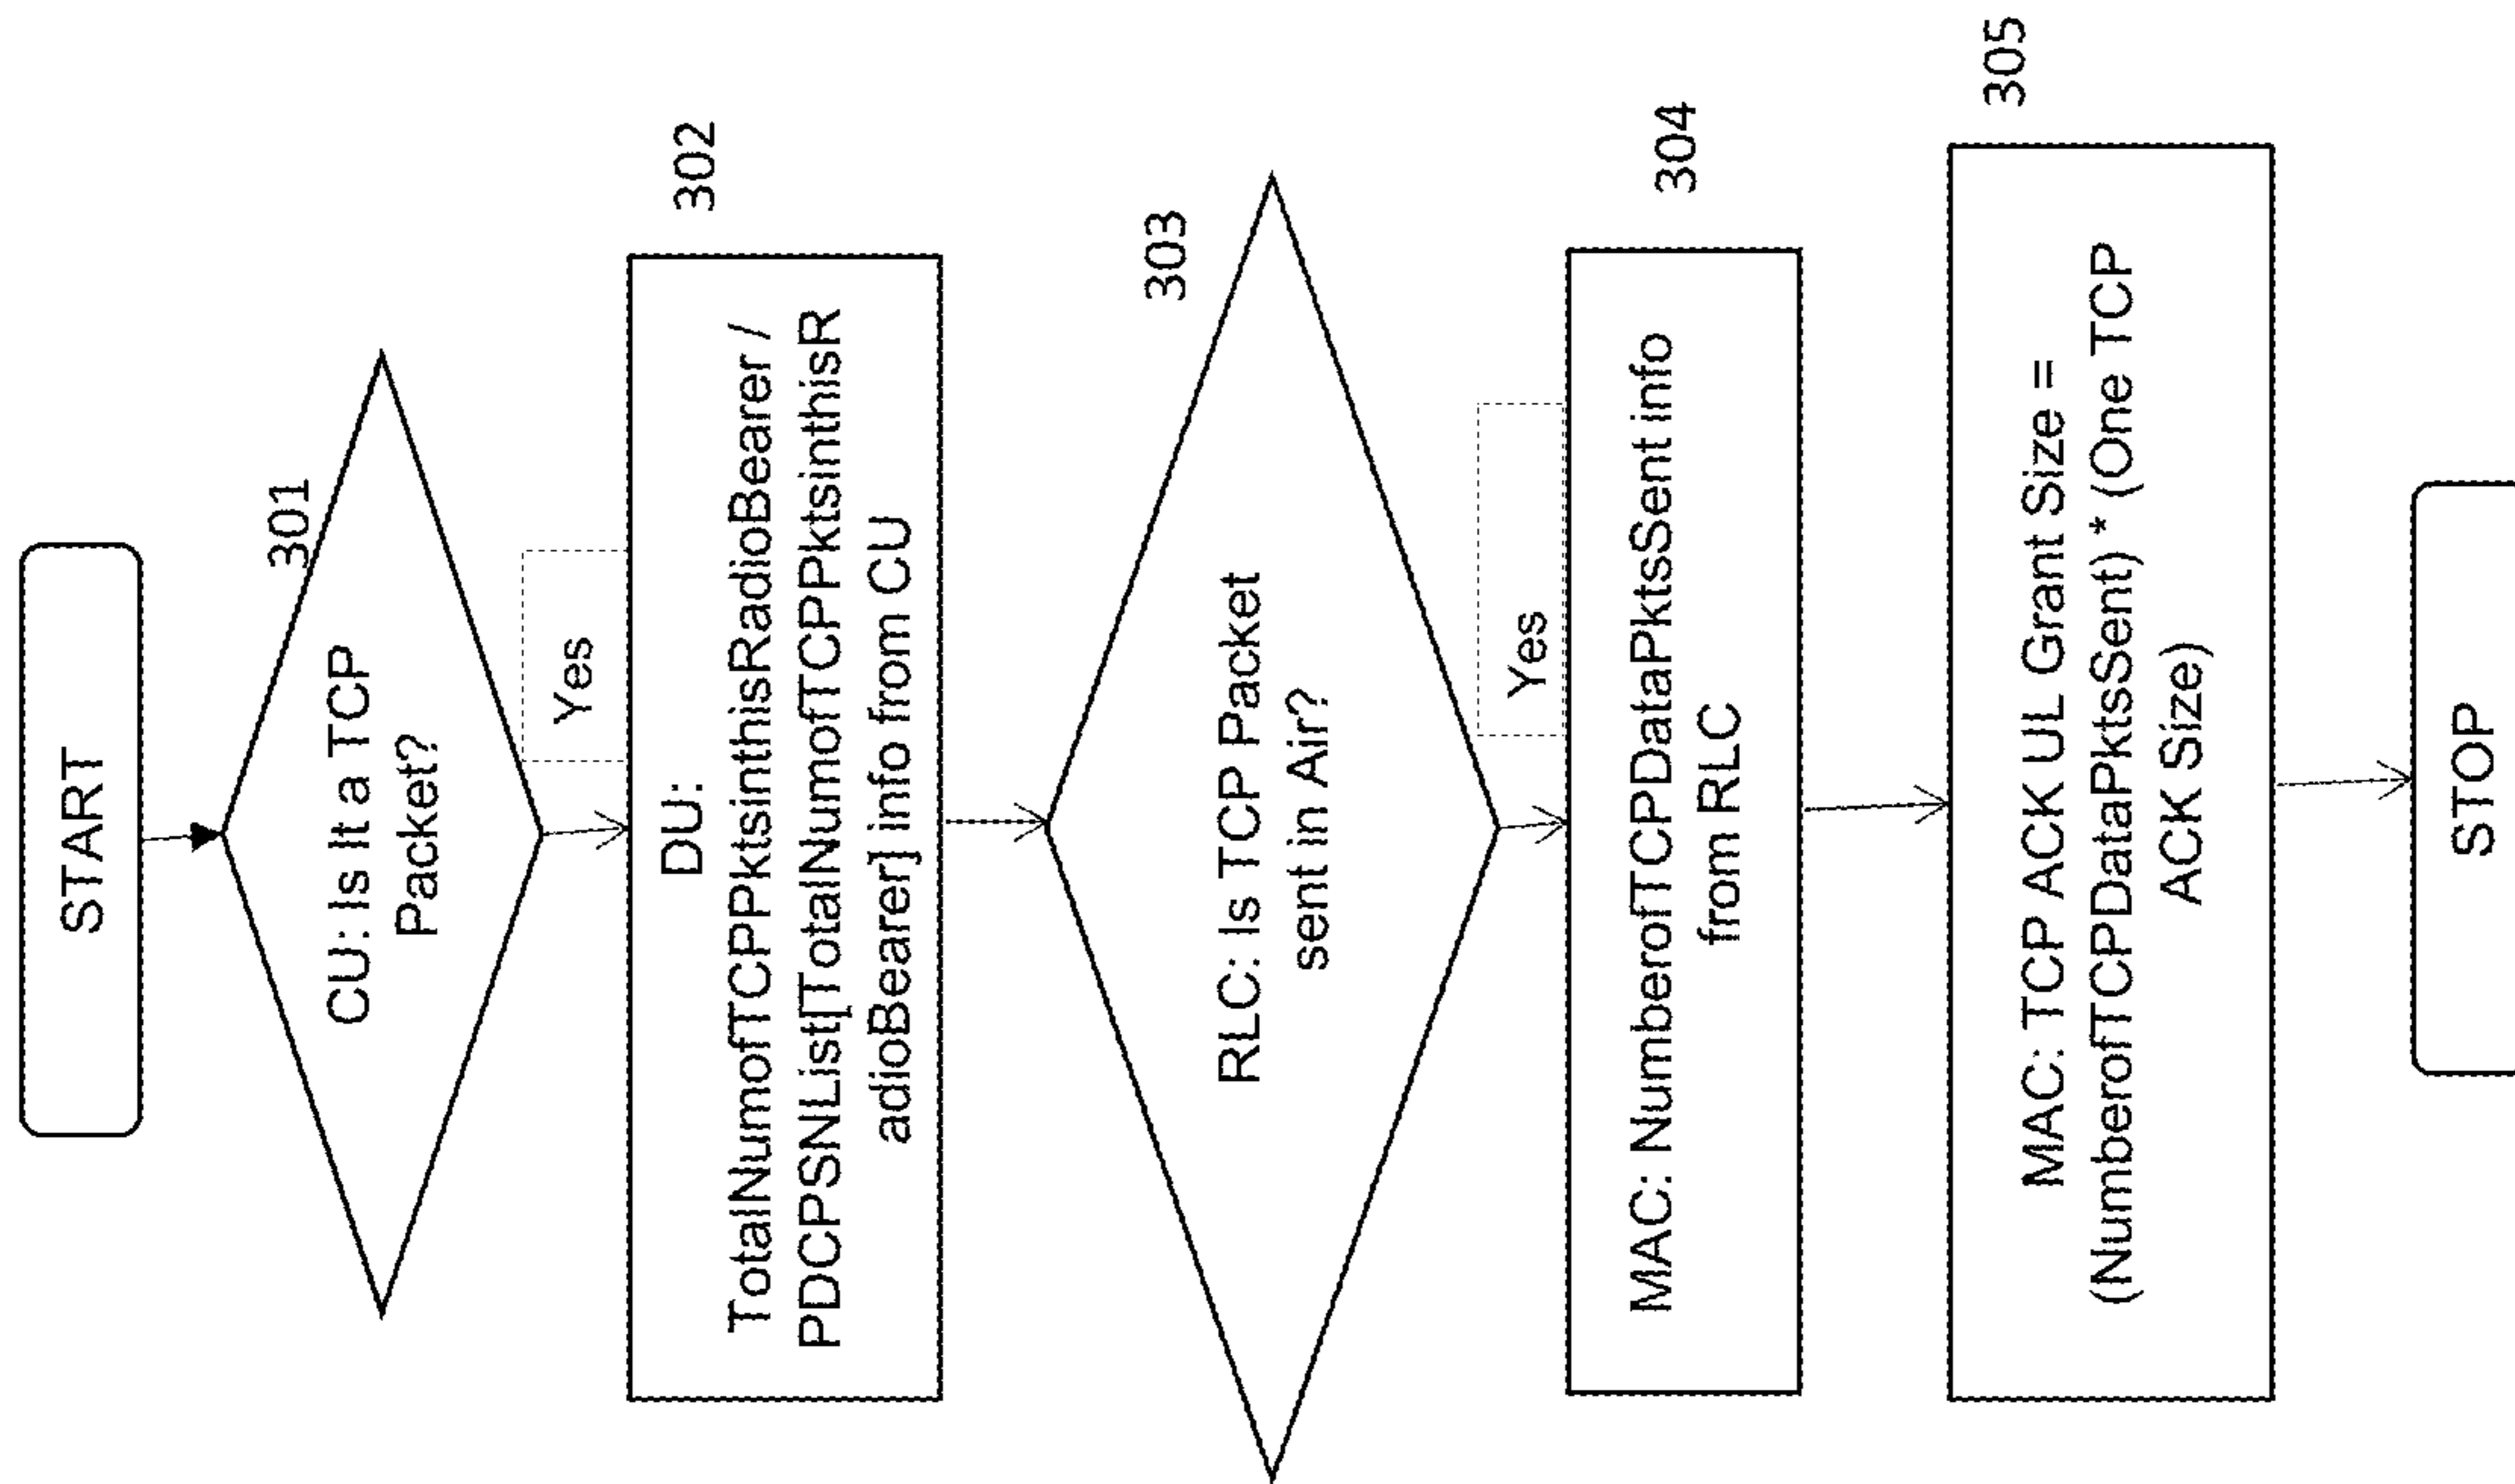 START
301
CU: Is It a TCP
Packet?
Yes
302
DU:
TotalNumofTCPPktsinthisRadioBearer /
PDCPSNList[TotalNumofTCPPktsinthisR
adioBearer] info from CU
303
RLC: Is TCP Packet
sent in Air?
Yes
304
MAC: NumberofTCPDataPktsSent info
from RLC
305
MAC: TCP ACK UL Grant Size =
(NumberofTCPDataPktsSent) * (One TCP
ACK Size)
STOP